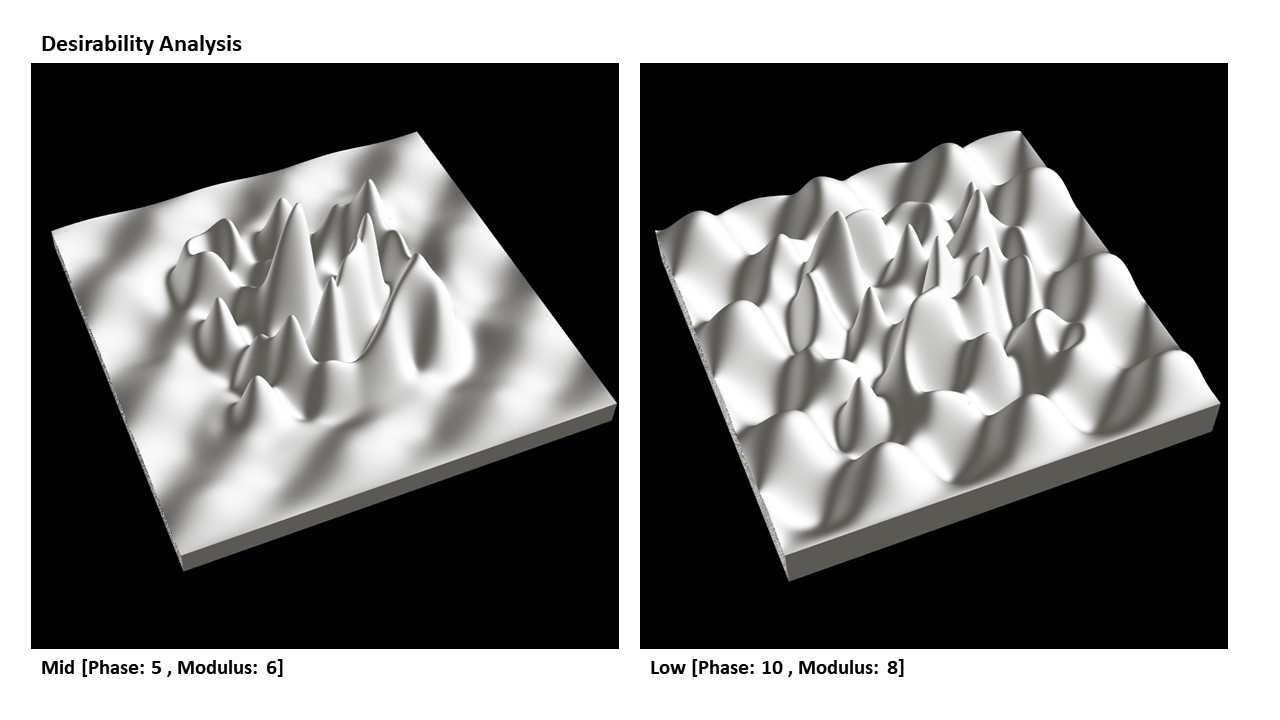 Desirability Analysis
Mid [Phase: 5 , Modulus: 6]
Low [Phase: 10 , Modulus: 8]